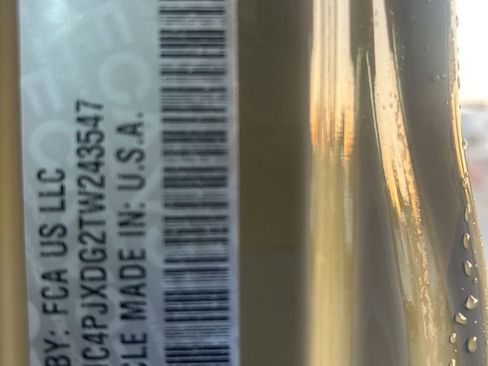 BY: FCA US LLC
C4PJXDG2TW243547
CLE MADE IN: U.S.A.